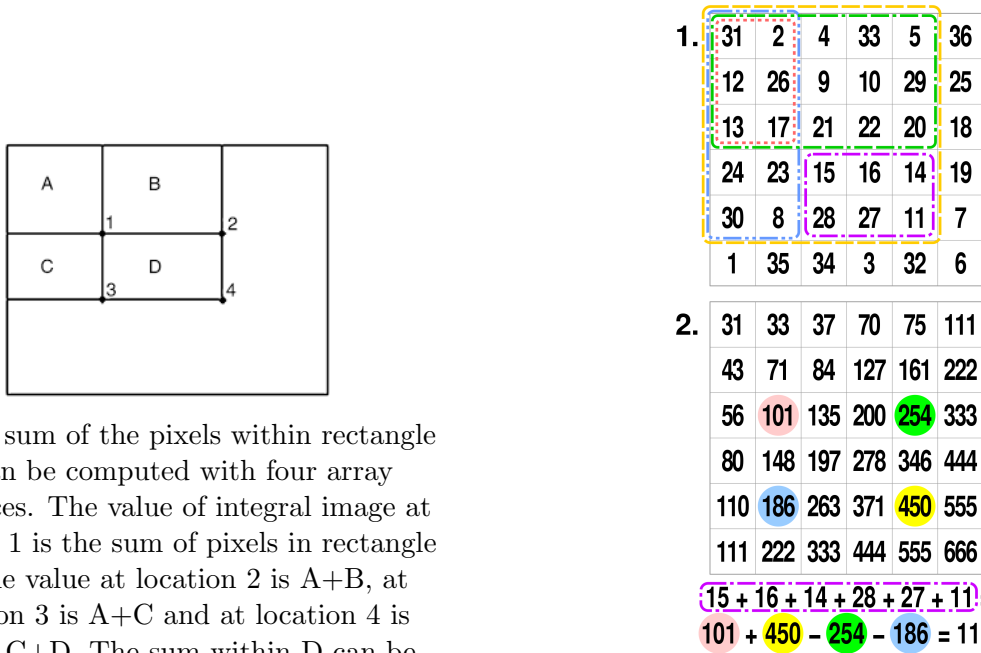 A B
1 2
C D
3 4
sum of the pixels within rectangle
be computed with four array
The value of integral image at
1 is the sum of pixels in rectangle
value at location 2 is A+B, at
3 is A+C and at location 4 is
C+D. The sum within D can be
1.
31 2 4 33 5 36
12 26 9 10 29 25
13 17 21 22 20 18
24 23 15 16 14 19
30 8 28 27 11 7
1 35 34 3 32 6
2.
31 33 37 70 75 111
43 71 84 127 161 222
56 101 135 200 254 333
80 148 197 278 346 444
110 186 263 371 450 555
111 222 333 444 555 666
15 + 16 + 14 + 28 + 27 + 11
101 + 450 − 254 − 186 = 11